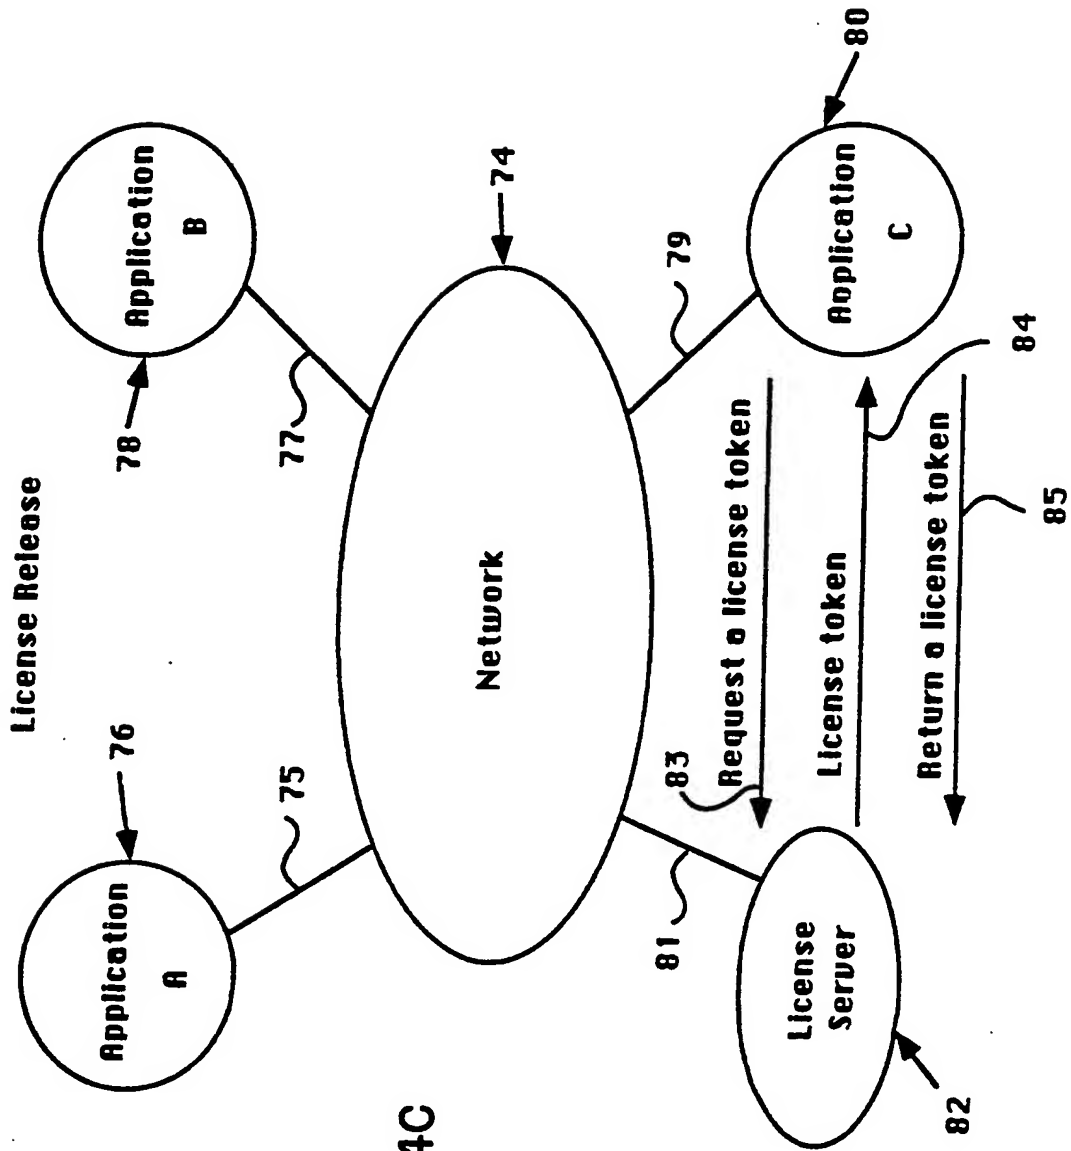 License Release
76
Application
A
75
78
Application
B
77
74
Network
79
80
Application
C
81
83
Request a license token
License token
84
Return a license token
85
License
Server
82
4C